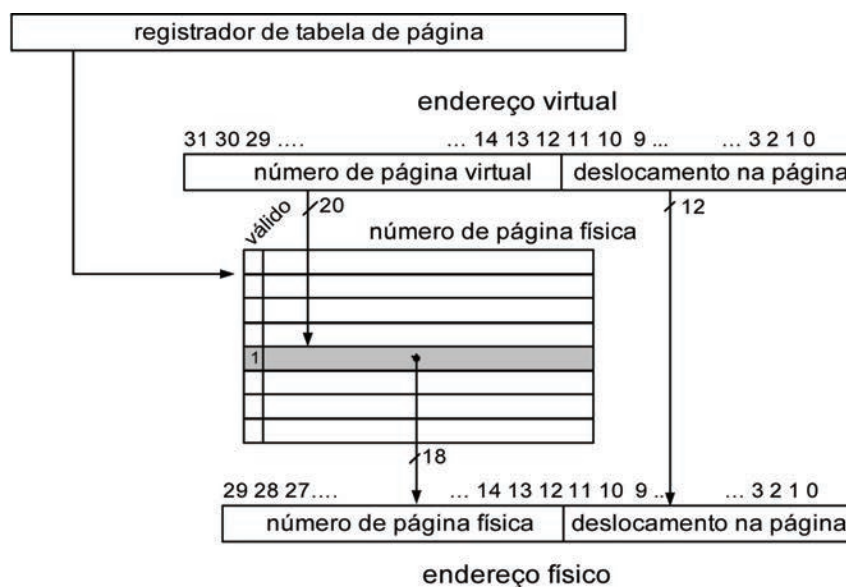 registrador de tabela de página
endereço virtual
31 30 29 .... ... 14 13 12 11 10 9 ... ... 3 2 1 0
número de página virtual deslocamento na página
válido 20 12
número de página física
1
18
29 28 27.... ... 14 13 12 11 10 9 ... ... 3 2 1 0
número de página física deslocamento na página
endereço físico